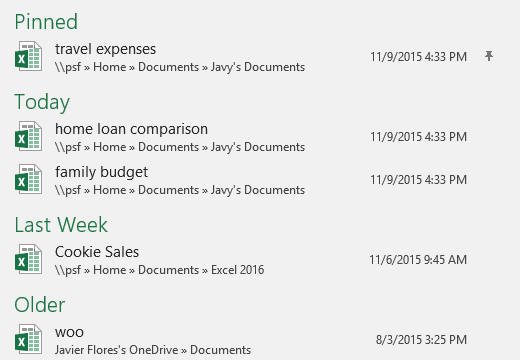 Pinned
travel expenses
\\psf » Home » Documents » Javy's Documents
11/9/2015 4:33 PM
Today
home loan comparison
\\psf » Home » Documents » Javy's Documents
11/9/2015 4:33 PM
family budget
\\psf » Home » Documents » Javy's Documents
11/9/2015 4:33 PM
Last Week
Cookie Sales
\\psf » Home » Documents » Excel 2016
11/6/2015 9:45 AM
Older
woo
Javier Flores's OneDrive » Documents
8/3/2015 3:25 PM